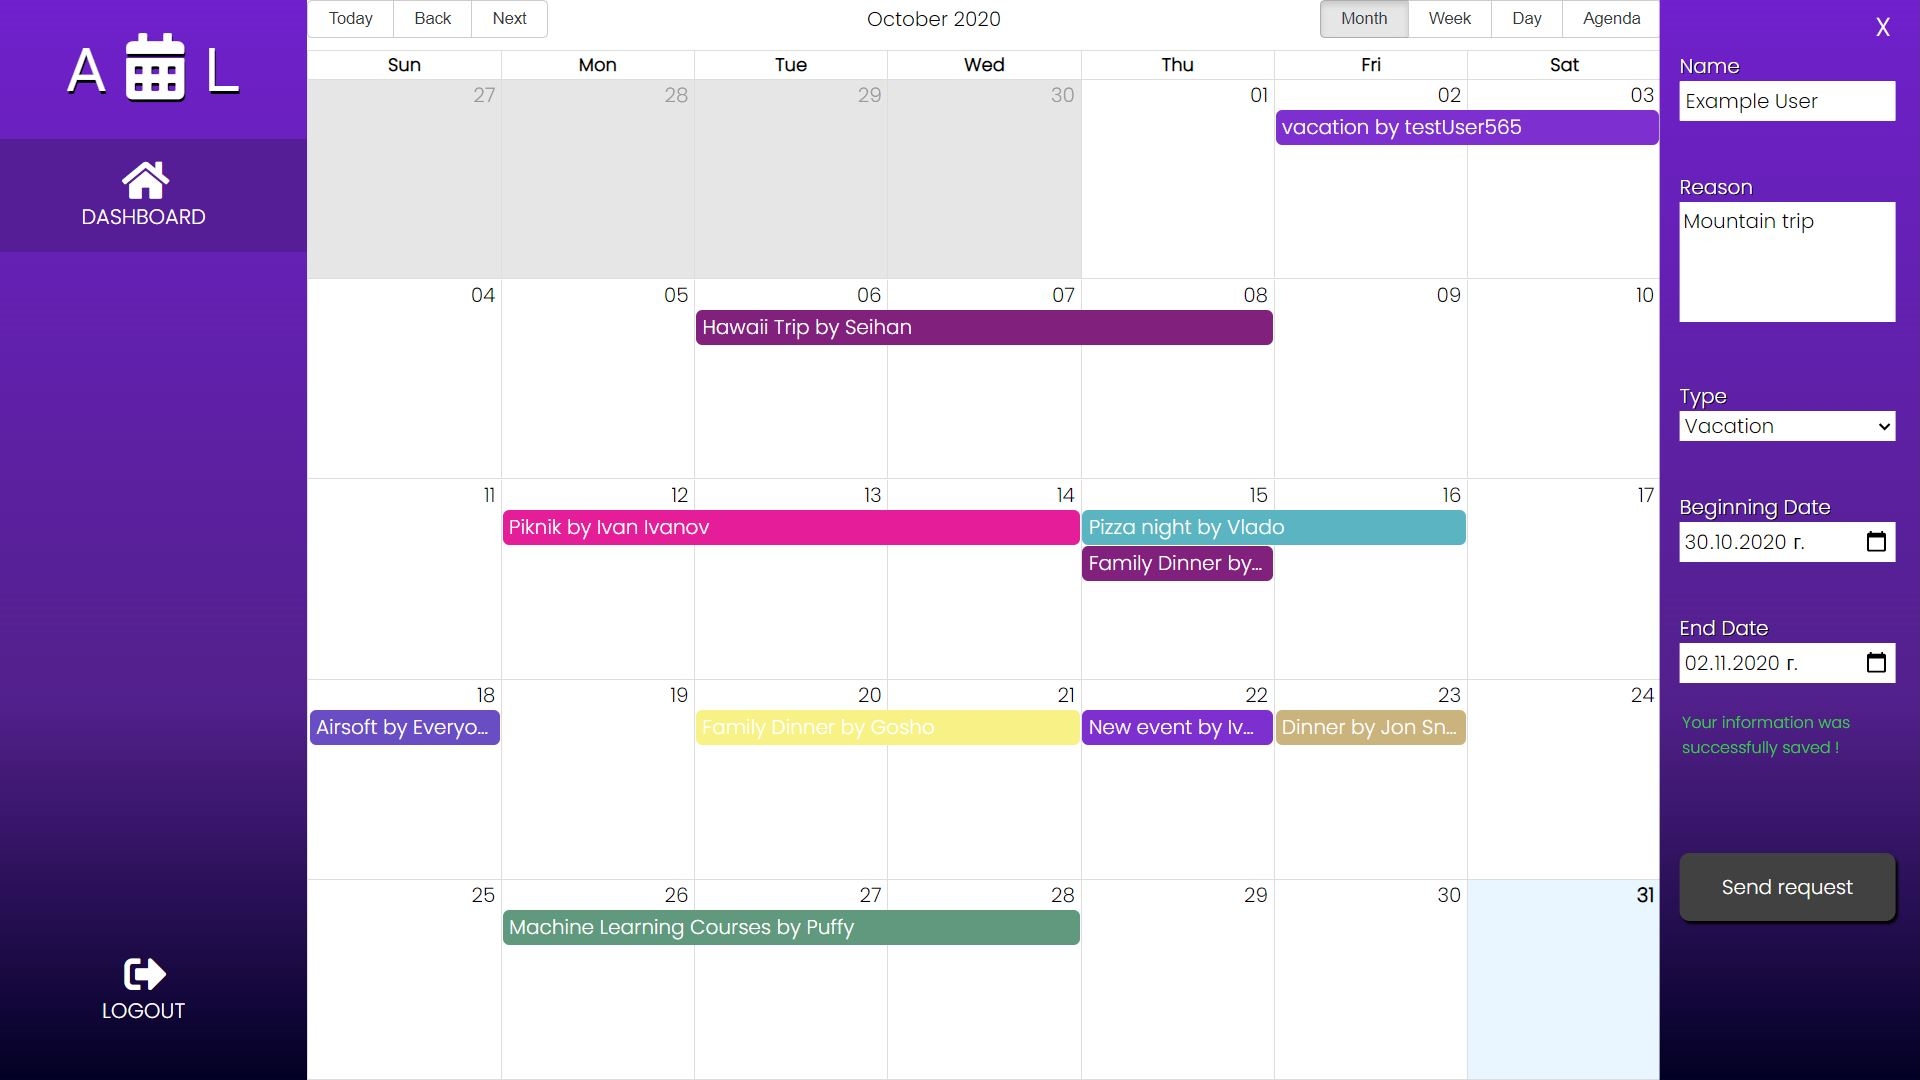 A L
DASHBOARD
LOGOUT
Today Back Next
October 2020
Month Week Day Agenda
Sun Mon Tue Wed Thu Fri Sat
27 28 29 30 01 02 03
vacation by testUser565
04 05 06 07 08 09 10
Hawaii Trip by Seihan
11 12 13 14 15 16 17
Piknik by Ivan Ivanov
Pizza night by Vlado
Family Dinner by...
18 19 20 21 22 23 24
Airsoft by Everyo...
Family Dinner by Gosho
New event by Iv...
Dinner by Jon Sn...
25 26 27 28 29 30 31
Machine Learning Courses by Puffy
X
Name
Example User
Reason
Mountain trip
Type
Vacation
Beginning Date
30.10.2020 г.
End Date
02.11.2020 г.
Your information was
successfully saved !
Send request